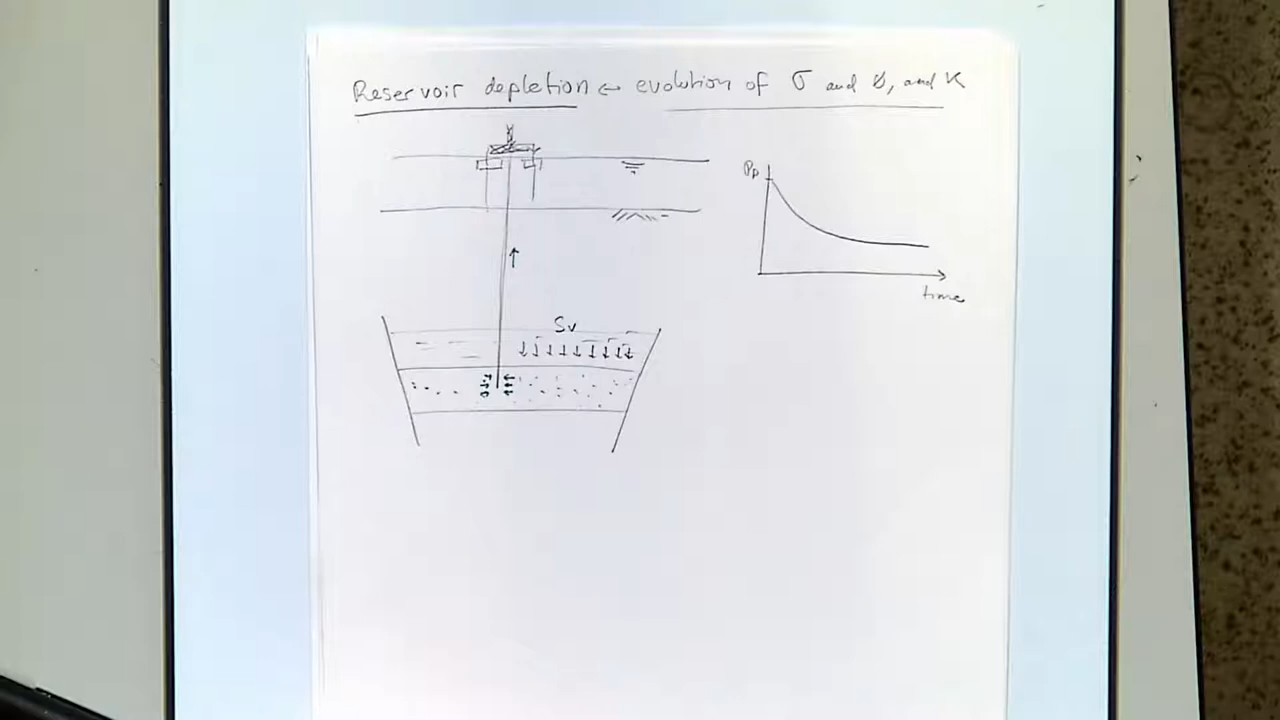 Reservoir depletion ↔ evolution of σ and ϕ, and K
Pp
time
Sv